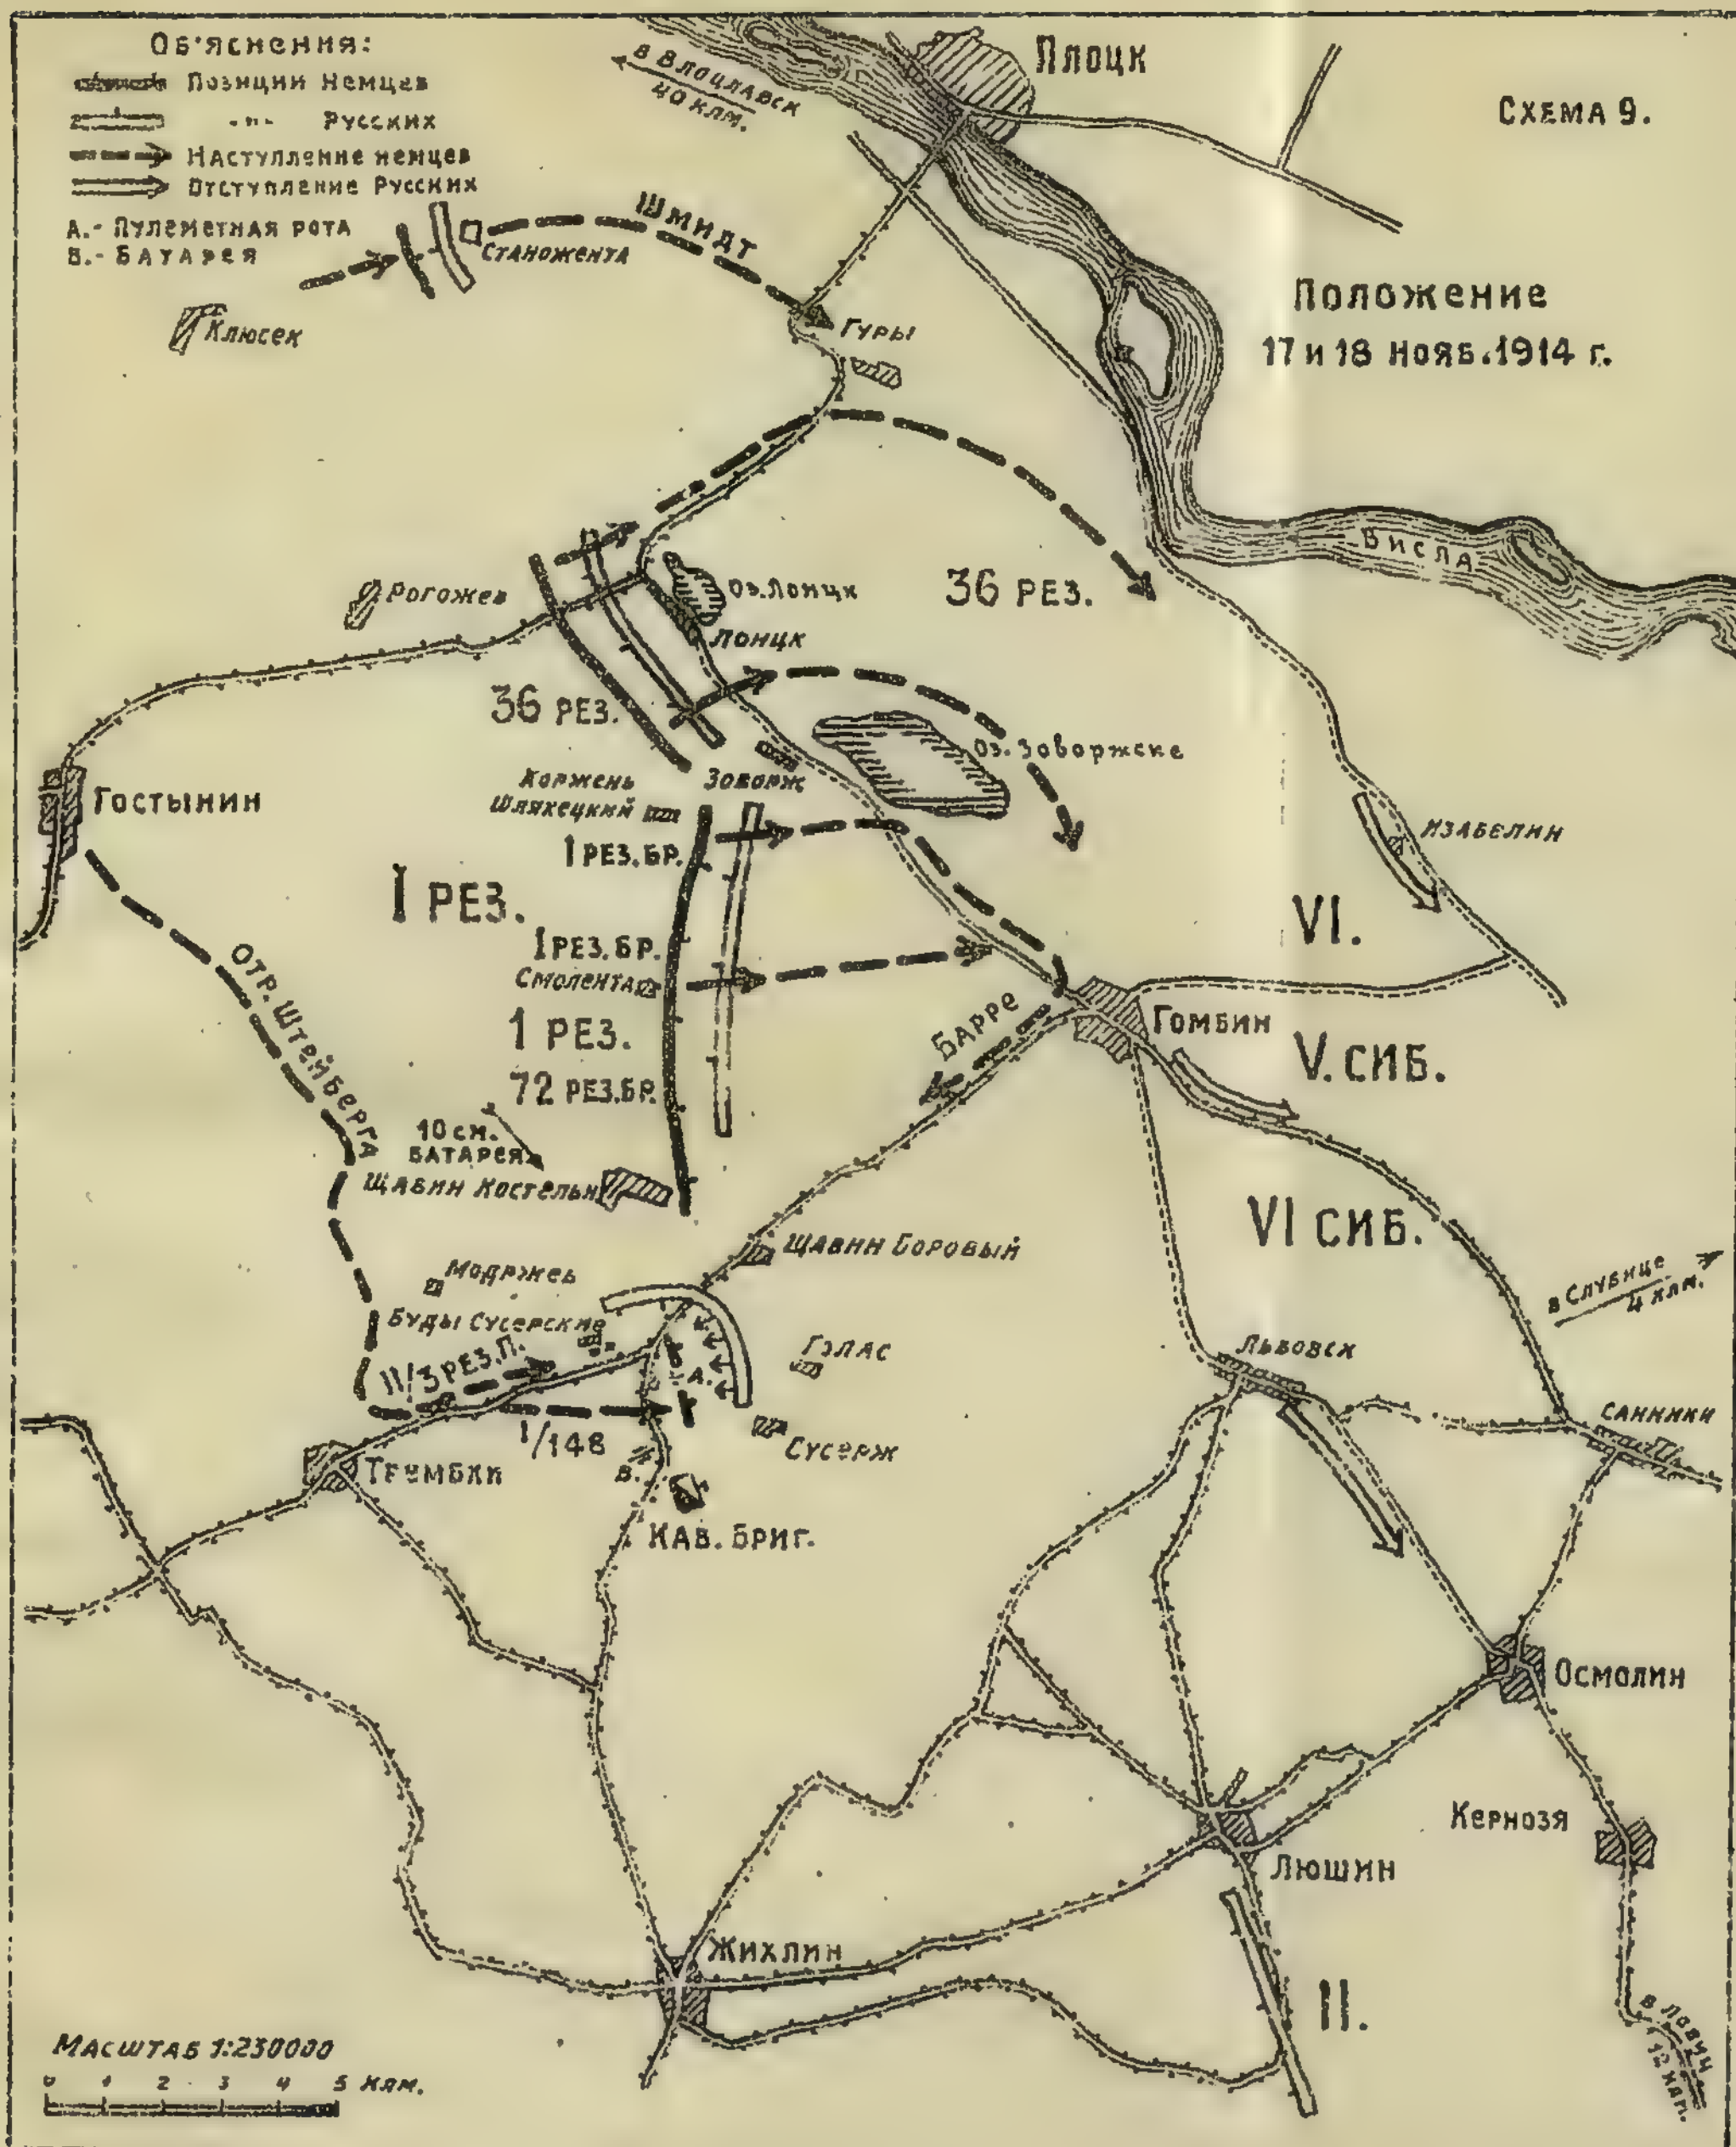 Об'яснения:
Позиции Немцев
-"- Русских
Наступление немцев
Отступление Русских
А.- Пулеметная рота
В.- Батарея
в Влацлавск
40 клм.
Плоцк
Схема 9.
Положение
17 и 18 Нояб. 1914 г.
Шмидт
Станожента
Клюсек
Гуры
Висла
36 рез.
Рогожев
Оз. Лонцк
Лонцк
36 рез.
Оз. Зоворжске
Коржень
Шляхецкий
Зоворж
Гостынин
1 рез. бр.
I рез.
Изабелин
VI.
1 рез. бр.
Смолента
1 рез.
72 рез. бр.
Отр. Штейберга
Барре
Гомбин
V. Сиб.
10 см.
батарея
Щавин Костельн
VI Сиб.
Щавин Боровый
Модржев
Буды Сусерские
в Слубице
4 клм.
Гэлас
Львовск
II/3 рез. п.
А.
I/148
Сусерж
Санники
Трембки
В.
Кав. бриг.
Осмолин
Кернозя
Люшин
Жихлин
II.
в Лович
12 клм.
Масштаб 1:230000
0 1 2 3 4 5 клм.